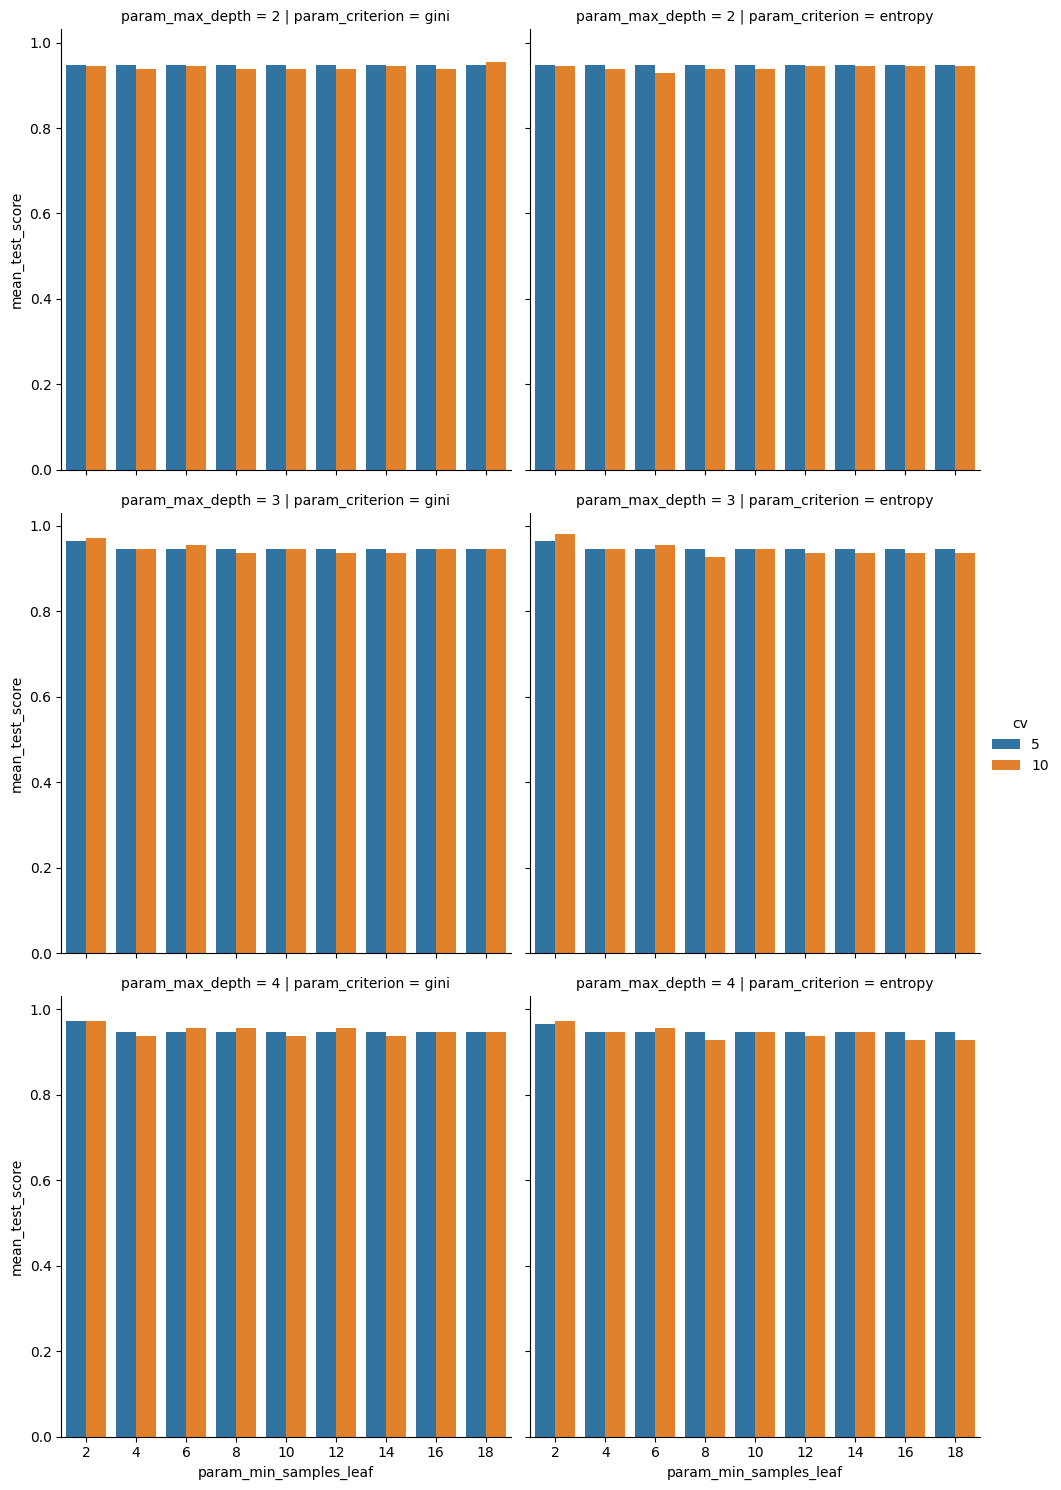 param_max_depth = 2 | param_criterion = gini
param_max_depth = 2 | param_criterion = entropy
1.0
0.8
0.6
0.4
0.2
0.0
mean_test_score
param_max_depth = 3 | param_criterion = gini
param_max_depth = 3 | param_criterion = entropy
1.0
0.8
0.6
0.4
0.2
0.0
mean_test_score
cv
5
10
param_max_depth = 4 | param_criterion = gini
param_max_depth = 4 | param_criterion = entropy
1.0
0.8
0.6
0.4
0.2
0.0
mean_test_score
2 4 6 8 10 12 14 16 18
param_min_samples_leaf
2 4 6 8 10 12 14 16 18
param_min_samples_leaf